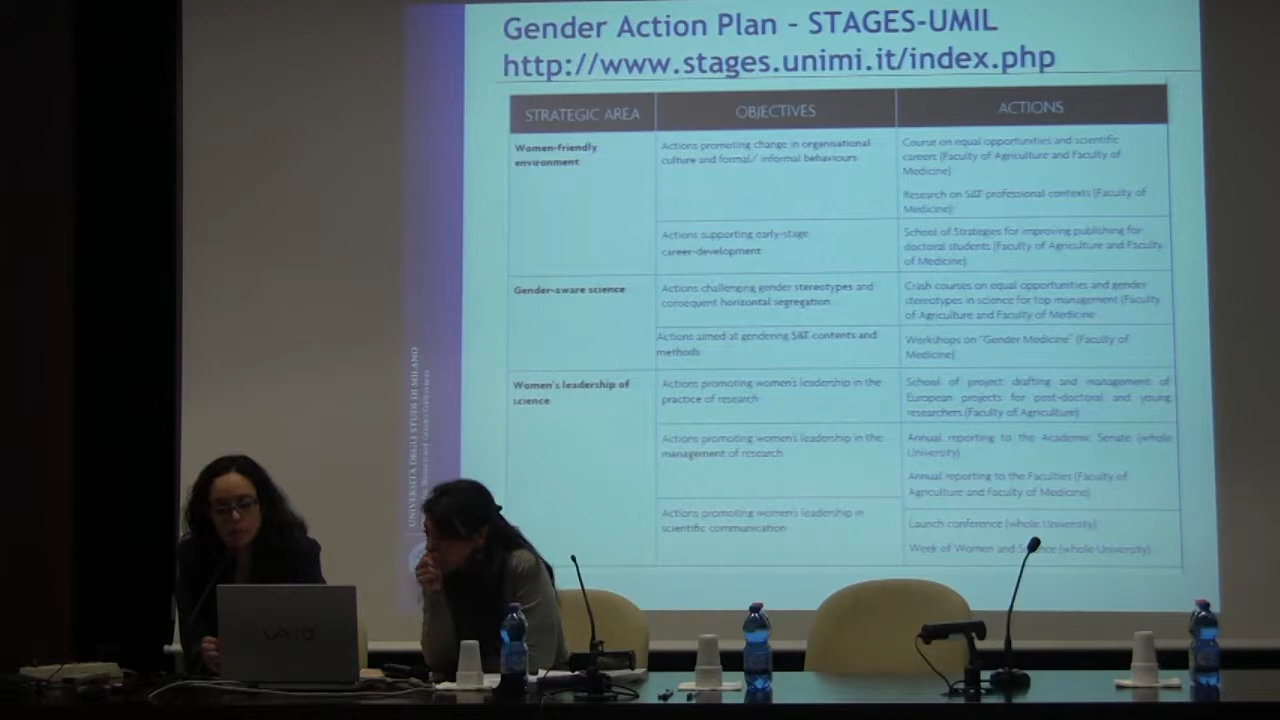 Gender Action Plan – STAGES-UMIL
http://www.stages.unimi.it/index.php
STRATEGIC AREA
OBJECTIVES
ACTIONS
Women-friendly
environment
Actions promoting change in organisational
culture and formal/ informal behaviours
Course on equal opportunities and scientific
careers (Faculty of Agriculture and Faculty of
Medicine)
Research on S&T professional contexts (Faculty of
Medicine);
Actions supporting early-stage
career-development
School of Strategies for improving publishing for
doctoral students (Faculty of Agriculture and Faculty
of Medicine)
Gender-aware science
Actions challenging gender stereotypes and
consequent horizontal segregation
Crash courses on equal opportunities and gender
stereotypes in science for top management (Faculty
of Agriculture and Faculty of Medicine
Actions aimed at gendering S&T contents and
methods
Workshops on "Gender Medicine" (Faculty of
Medicine)
Women's leadership of
science
Actions promoting women's leadership in the
practice of research
School of project drafting and management of
European projects for post-doctoral and young
researchers (Faculty of Agriculture)
Actions promoting women's leadership in the
management of research
Annual reporting to the Academic Senate (whole
University)
Annual reporting to the Faculties (Faculty of
Agriculture and Faculty of Medicine)
Actions promoting women's leadership in
scientific communication
Launch conference (whole University)
Week of Women and Science (whole University)
UNIVERSITÀ DEGLI STUDI DI MILANO
VAIO